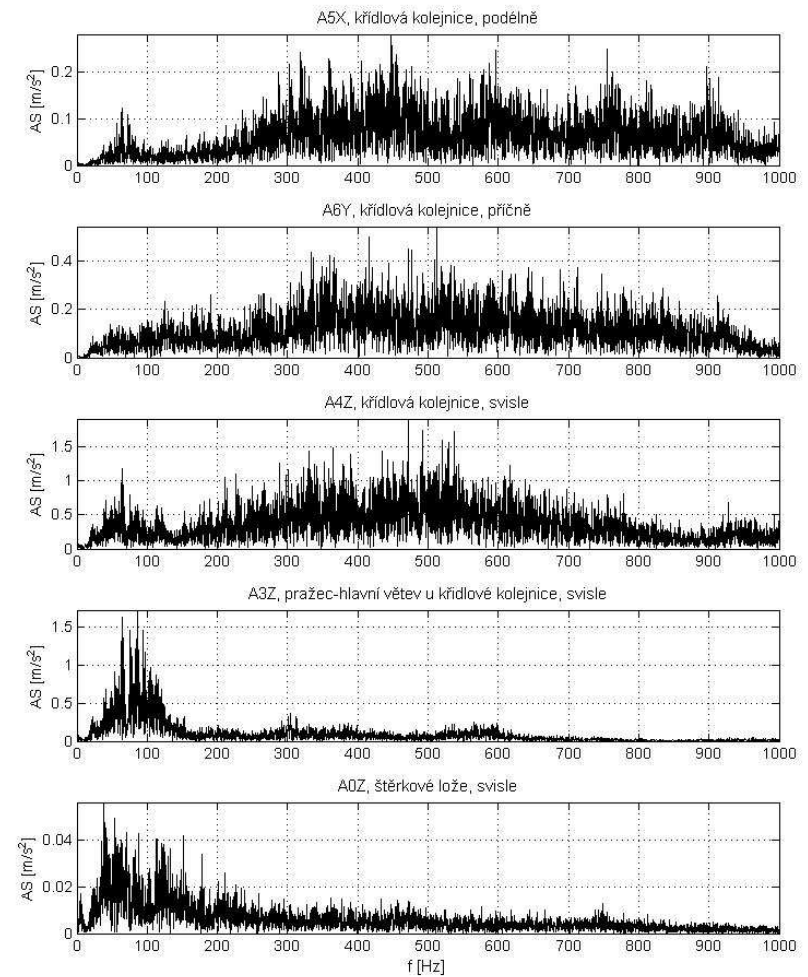 A5X, křídlová kolejnice, podélně
AS [m/s²]
0.2
0.1
0
0 100 200 300 400 500 600 700 800 900 1000
A6Y, křídlová kolejnice, příčně
AS [m/s²]
0.4
0.2
0
0 100 200 300 400 500 600 700 800 900 1000
A4Z, křídlová kolejnice, svisle
AS [m/s²]
1.5
1
0.5
0
0 100 200 300 400 500 600 700 800 900 1000
A3Z, pražec-hlavní větev u křídlové kolejnice, svisle
AS [m/s²]
1.5
1
0.5
0
0 100 200 300 400 500 600 700 800 900 1000
A0Z, štěrkové lože, svisle
AS [m/s²]
0.04
0.02
0
0 100 200 300 400 500 600 700 800 900 1000
f [Hz]